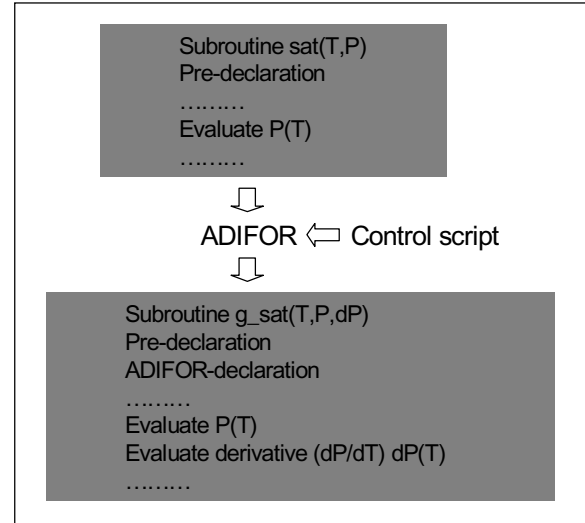 Subroutine sat(T,P)
Pre-declaration
………
Evaluate P(T)
………
ADIFOR Control script
Subroutine g_sat(T,P,dP)
Pre-declaration
ADIFOR-declaration
………
Evaluate P(T)
Evaluate derivative (dP/dT) dP(T)
………